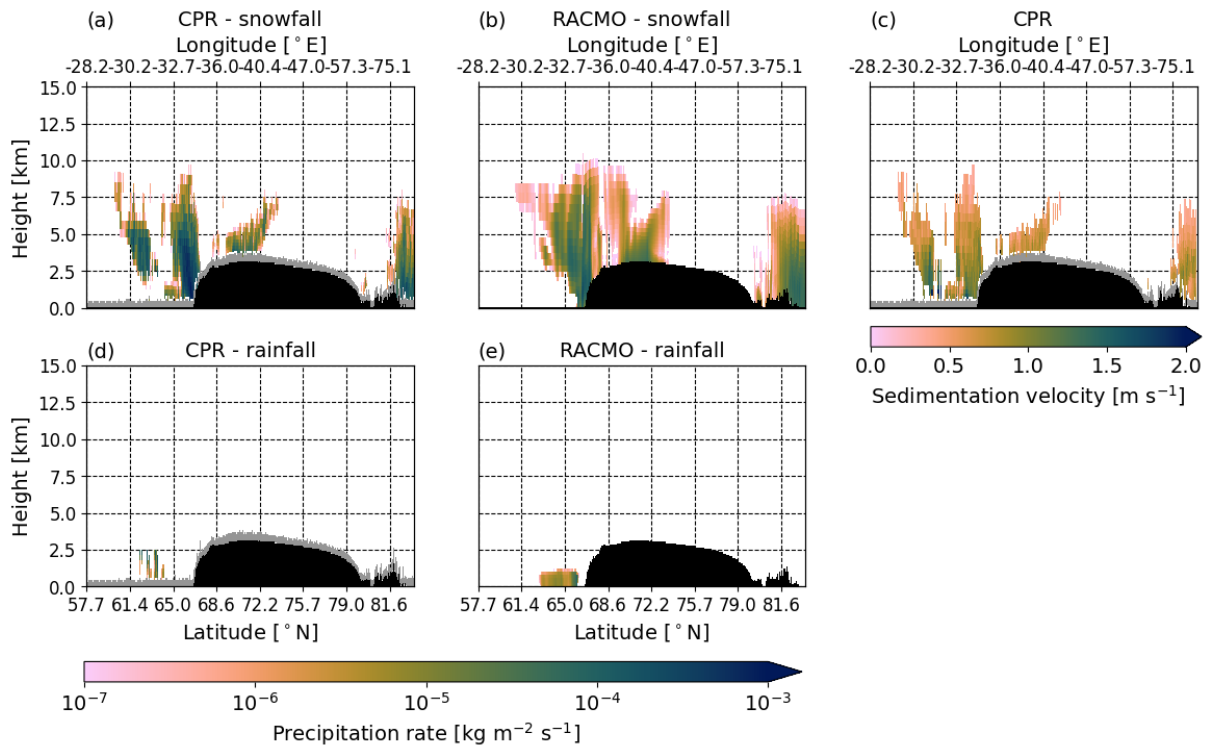 (a) CPR - snowfall
Longitude [°E]
-28.2-30.2-32.7-36.0-40.4-47.0-57.3-75.1
15.0
12.5
10.0
7.5
5.0
2.5
0.0
Height [km]
(b) RACMO - snowfall
Longitude [°E]
-28.2-30.2-32.7-36.0-40.4-47.0-57.3-75.1
(c) CPR
Longitude [°E]
-28.2-30.2-32.7-36.0-40.4-47.0-57.3-75.1
0.0 0.5 1.0 1.5 2.0
Sedimentation velocity [m s⁻¹]
(d) CPR - rainfall
15.0
12.5
10.0
7.5
5.0
2.5
0.0
Height [km]
57.7 61.4 65.0 68.6 72.2 75.7 79.0 81.6
Latitude [°N]
(e) RACMO - rainfall
57.7 61.4 65.0 68.6 72.2 75.7 79.0 81.6
Latitude [°N]
10⁻⁷ 10⁻⁶ 10⁻⁵ 10⁻⁴ 10⁻³
Precipitation rate [kg m⁻² s⁻¹]